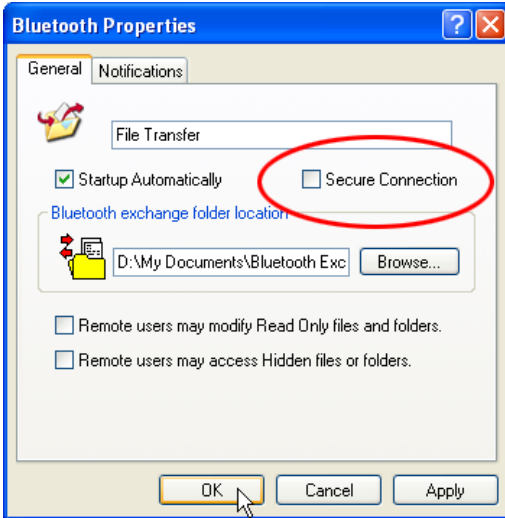 Bluetooth Properties
General Notifications
File Transfer
Startup Automatically Secure Connection
Bluetooth exchange folder location
D:\My Documents\Bluetooth Exc Browse...
Remote users may modify Read Only files and folders.
Remote users may access Hidden files or folders.
OK Cancel Apply